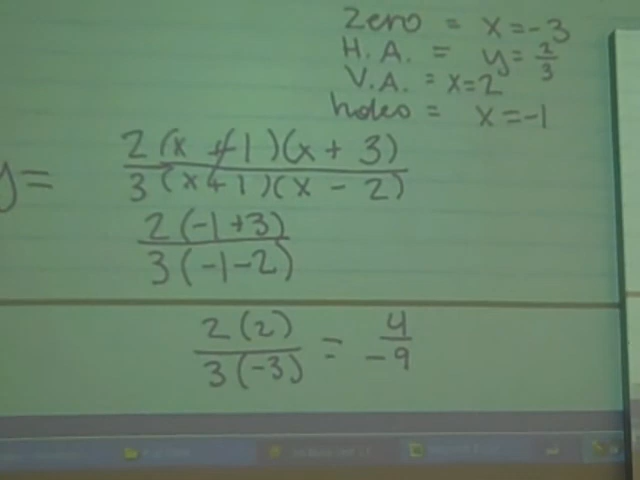 Zero = x = -3
H.A. = y = 2/3
V.A. = x = 2
holes = x = -1
y = 2(x + 1)(x + 3) / 3(x + 1)(x - 2)
2(-1+3) / 3(-1-2)
2(2) / 3(-3) = 4 / -9